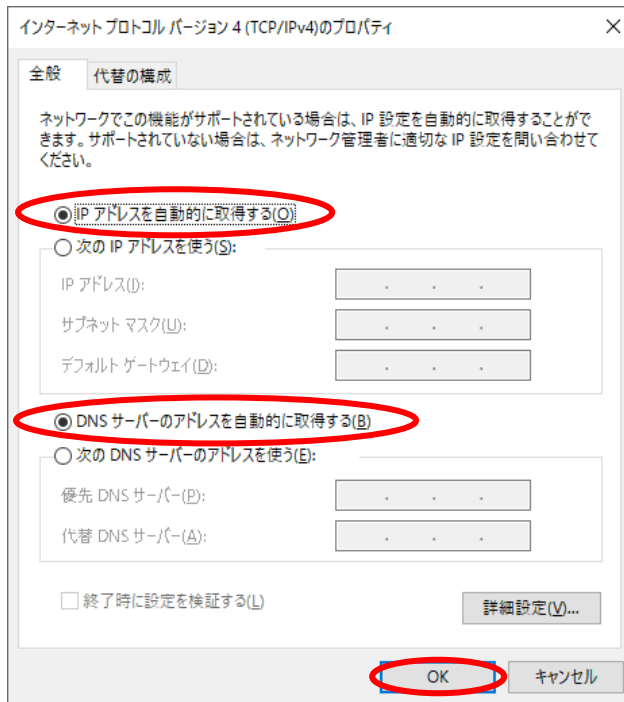 インターネット プロトコル バージョン 4 (TCP/IPv4)のプロパティ
全般
代替の構成
ネットワークでこの機能がサポートされている場合は、IP 設定を自動的に取得することがで
きます。サポートされていない場合は、ネットワーク管理者に適切な IP 設定を問い合わせて
ください。
IP アドレスを自動的に取得する(O)
次の IP アドレスを使う(S):
IP アドレス(I):
サブネット マスク(U):
デフォルト ゲートウェイ(D):
DNS サーバーのアドレスを自動的に取得する(B)
次の DNS サーバーのアドレスを使う(E):
優先 DNS サーバー(P):
代替 DNS サーバー(A):
終了時に設定を検証する(L)
詳細設定(V)...
OK
キャンセル